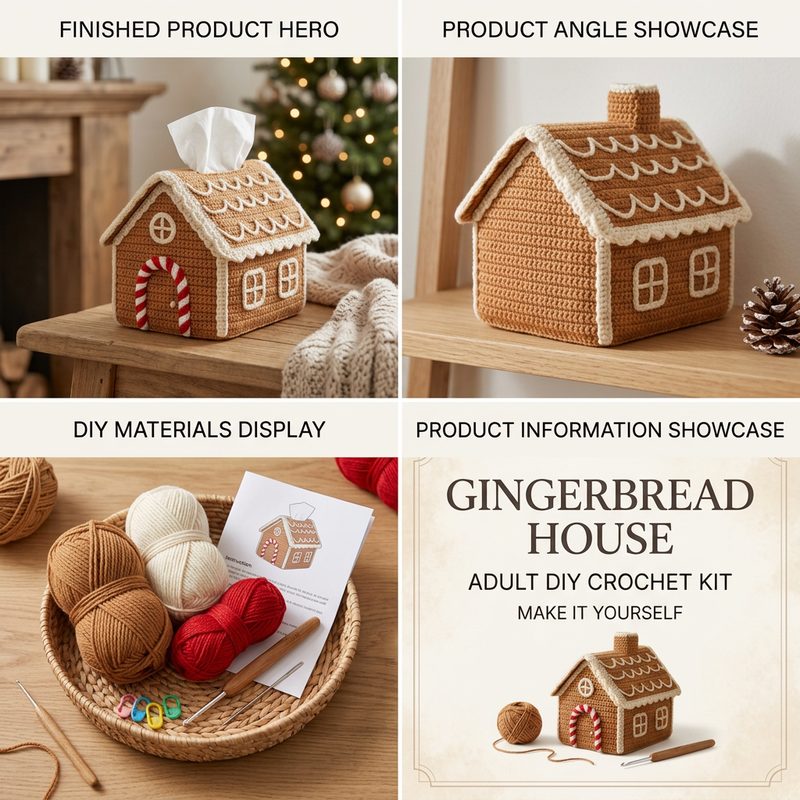 FINISHED PRODUCT HERO
PRODUCT ANGLE SHOWCASE
DIY MATERIALS DISPLAY
PRODUCT INFORMATION SHOWCASE
GINGERBREAD
HOUSE
ADULT DIY CROCHET KIT
MAKE IT YOURSELF